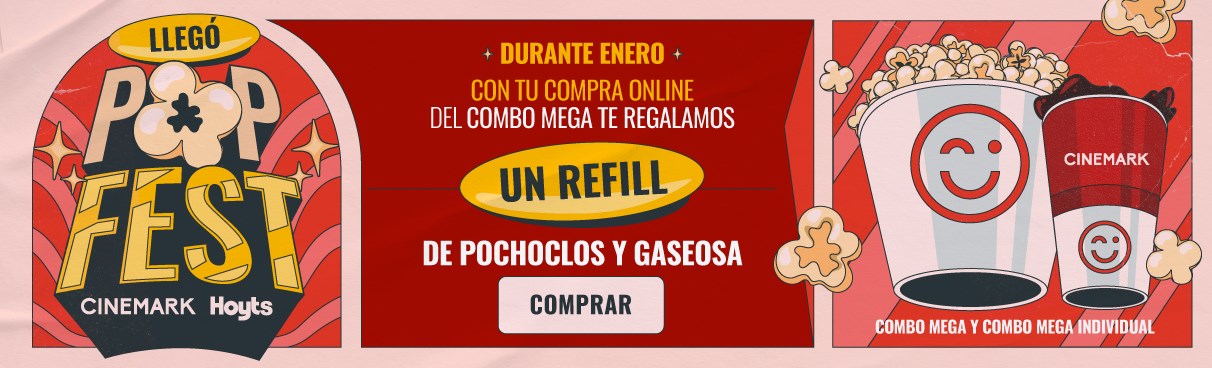 LLEGÓ
POP
FEST
CINEMARK Hoyts
DURANTE ENERO
CON TU COMPRA ONLINE
DEL COMBO MEGA TE REGALAMOS
UN REFILL
DE POCHOCLOS Y GASEOSA
COMPRAR
CINEMARK
COMBO MEGA Y COMBO MEGA INDIVIDUAL